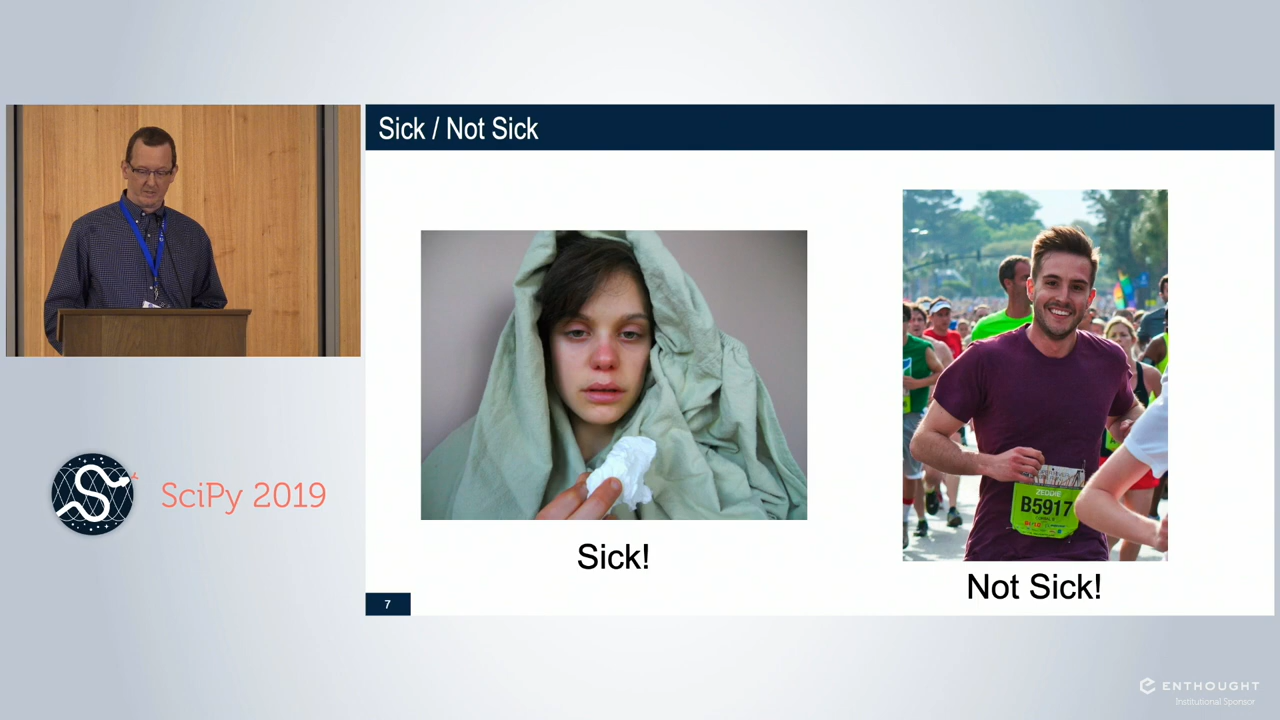 Sick / Not Sick
ZEDDIE
B5917
Sick!
Not Sick!
7
SciPy 2019
ENTHOUGHT
Institutional Sponsor